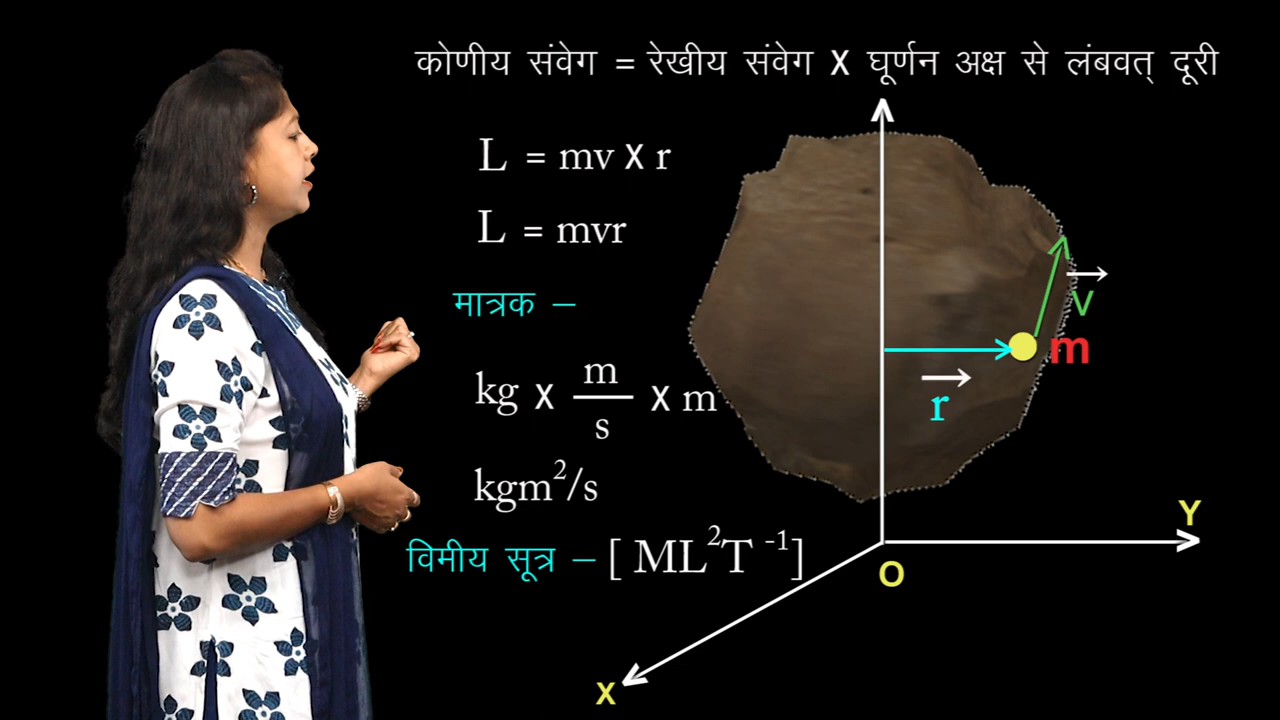 कोणीय संवेग = रेखीय संवेग X घूर्णन अक्ष से लंबवत् दूरी
L = mv X r
L = mvr
मात्रक –
kg X m/s X m
kgm²/s
विमीय सूत्र – [ ML²T⁻¹]
v
m
r
Y
O
X